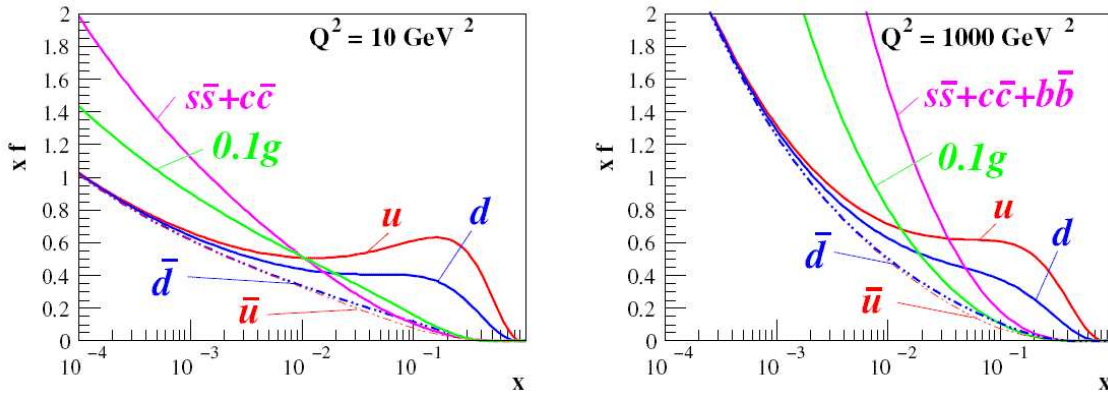 Q² = 10 GeV ²
x f
2
1.8
1.6
1.4
1.2
1
0.8
0.6
0.4
0.2
0
ss̄+cc̄
0.1g
u
d
d̄
ū
10⁻⁴
10⁻³
10⁻²
10⁻¹
x
Q² = 1000 GeV ²
x f
2
1.8
1.6
1.4
1.2
1
0.8
0.6
0.4
0.2
0
ss̄+cc̄+bb̄
0.1g
u
d
d̄
ū
10⁻⁴
10⁻³
10⁻²
10⁻¹
x